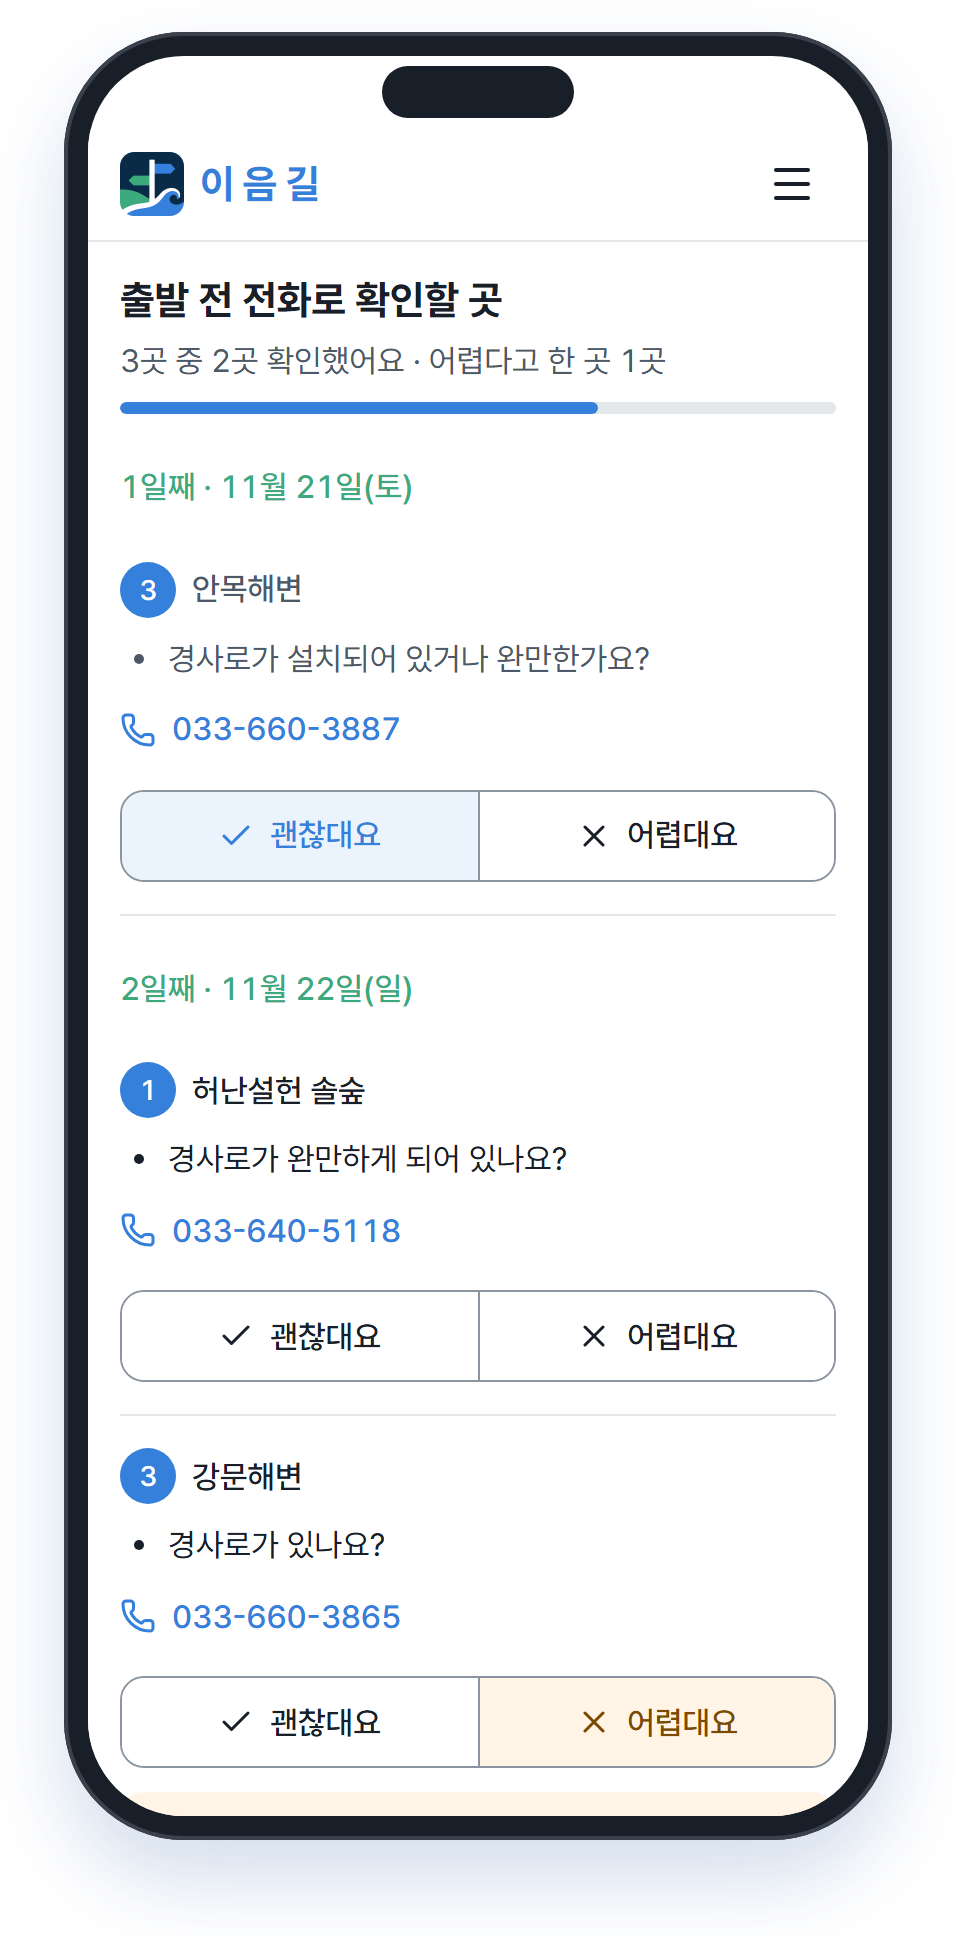 이음길
출발 전 전화로 확인할 곳
3곳 중 2곳 확인했어요 · 어렵다고 한 곳 1곳
1일째 · 11월 21일(토)
3 안목해변
• 경사로가 설치되어 있거나 완만한가요?
033-660-3887
괜찮대요 어렵대요
2일째 · 11월 22일(일)
1 허난설헌 솔숲
• 경사로가 완만하게 되어 있나요?
033-640-5118
괜찮대요 어렵대요
3 강문해변
• 경사로가 있나요?
033-660-3865
괜찮대요 어렵대요